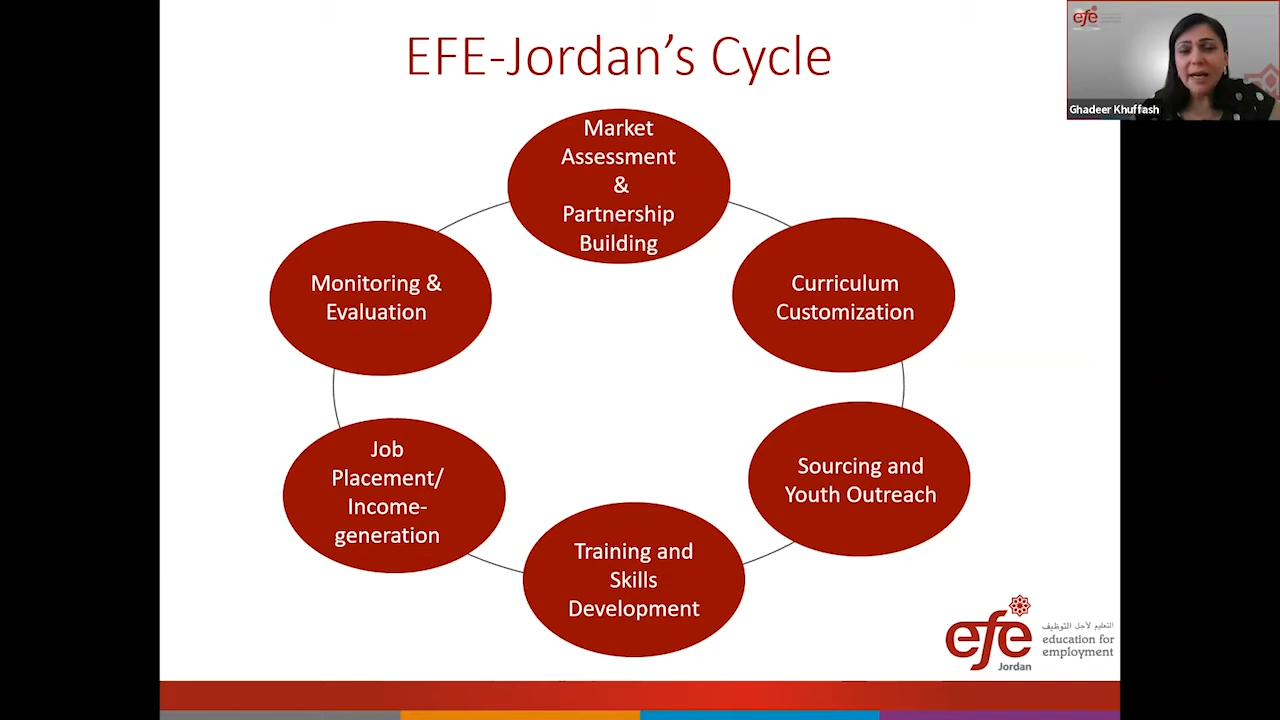 EFE-Jordan's Cycle
efe
Ghadeer Khuffash
Market
Assessment
&
Partnership
Building
Curriculum
Customization
Sourcing and
Youth Outreach
Training and
Skills
Development
Job
Placement/
Income-
generation
Monitoring &
Evaluation
efe
Jordan
التعليم لأجل التوظيف
education for
employment